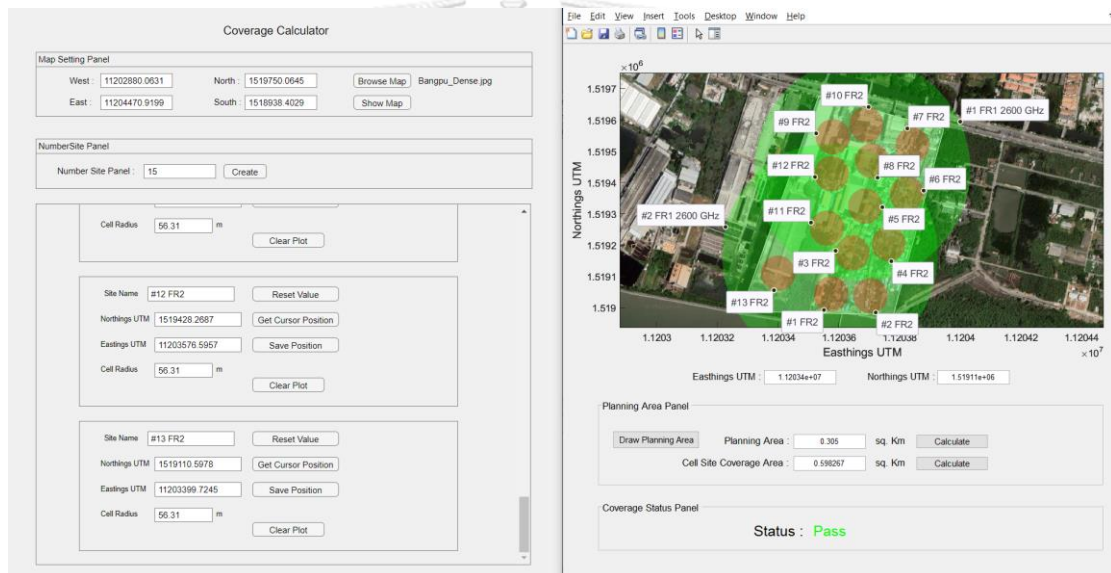 Coverage Calculator
Map Setting Panel
West : 11202880.0631 North : 1519750.0645 Browse Map Bangpu_Dense.jpg
East : 11204470.9199 South : 1518938.4029 Show Map
NumberSite Panel
Number Site Panel : 15 Create
Cell Radius 56.31 m
Clear Plot
Site Name #12 FR2 Reset Value
Northings UTM 1519428.2687 Get Cursor Position
Eastings UTM 11203576.5957 Save Position
Cell Radius 56.31 m
Clear Plot
Site Name #13 FR2 Reset Value
Northings UTM 1519110.5978 Get Cursor Position
Eastings UTM 11203399.7245 Save Position
Cell Radius 56.31 m
Clear Plot
File Edit View Insert Tools Desktop Window Help
×10⁶
1.5197
1.5196
1.5195
1.5194
1.5193
1.5192
1.5191
1.519
Northings UTM
#10 FR2
#1 FR1 2600 GHz
#9 FR2
#7 FR2
#12 FR2
#8 FR2
#6 FR2
#2 FR1 2600 GHz
#11 FR2
#5 FR2
#3 FR2
#4 FR2
#13 FR2
#1 FR2
#2 FR2
1.1203 1.12032 1.12034 1.12036 1.12038 1.1204 1.12042 1.12044
Easthings UTM
×10⁷
Easthings UTM : 1.12034e+07 Northings UTM : 1.51911e+06
Planning Area Panel
Draw Planning Area Planning Area : 0.305 sq. Km Calculate
Cell Site Coverage Area : 0.598267 sq. Km Calculate
Coverage Status Panel
Status : Pass